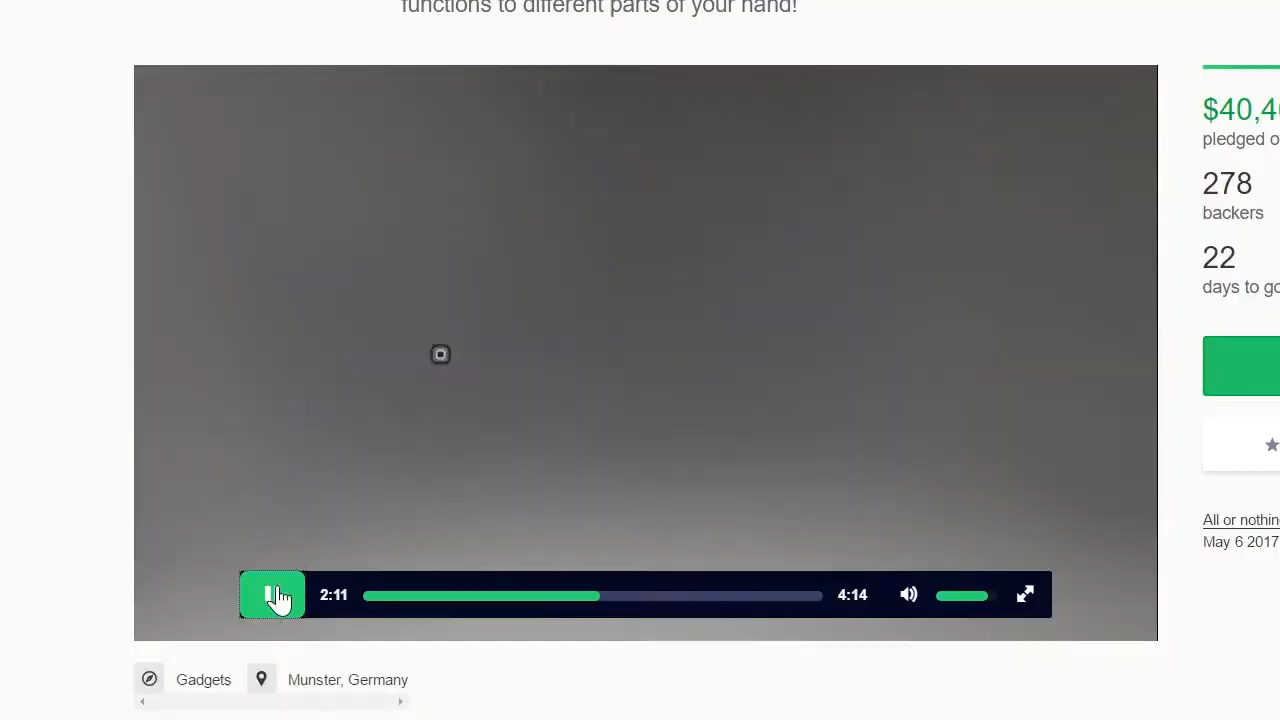 functions to different parts of your hand!
$40,4
pledged o
278
backers
22
days to go
2:11
4:14
All or nothin
May 6 2017
Gadgets
Munster, Germany